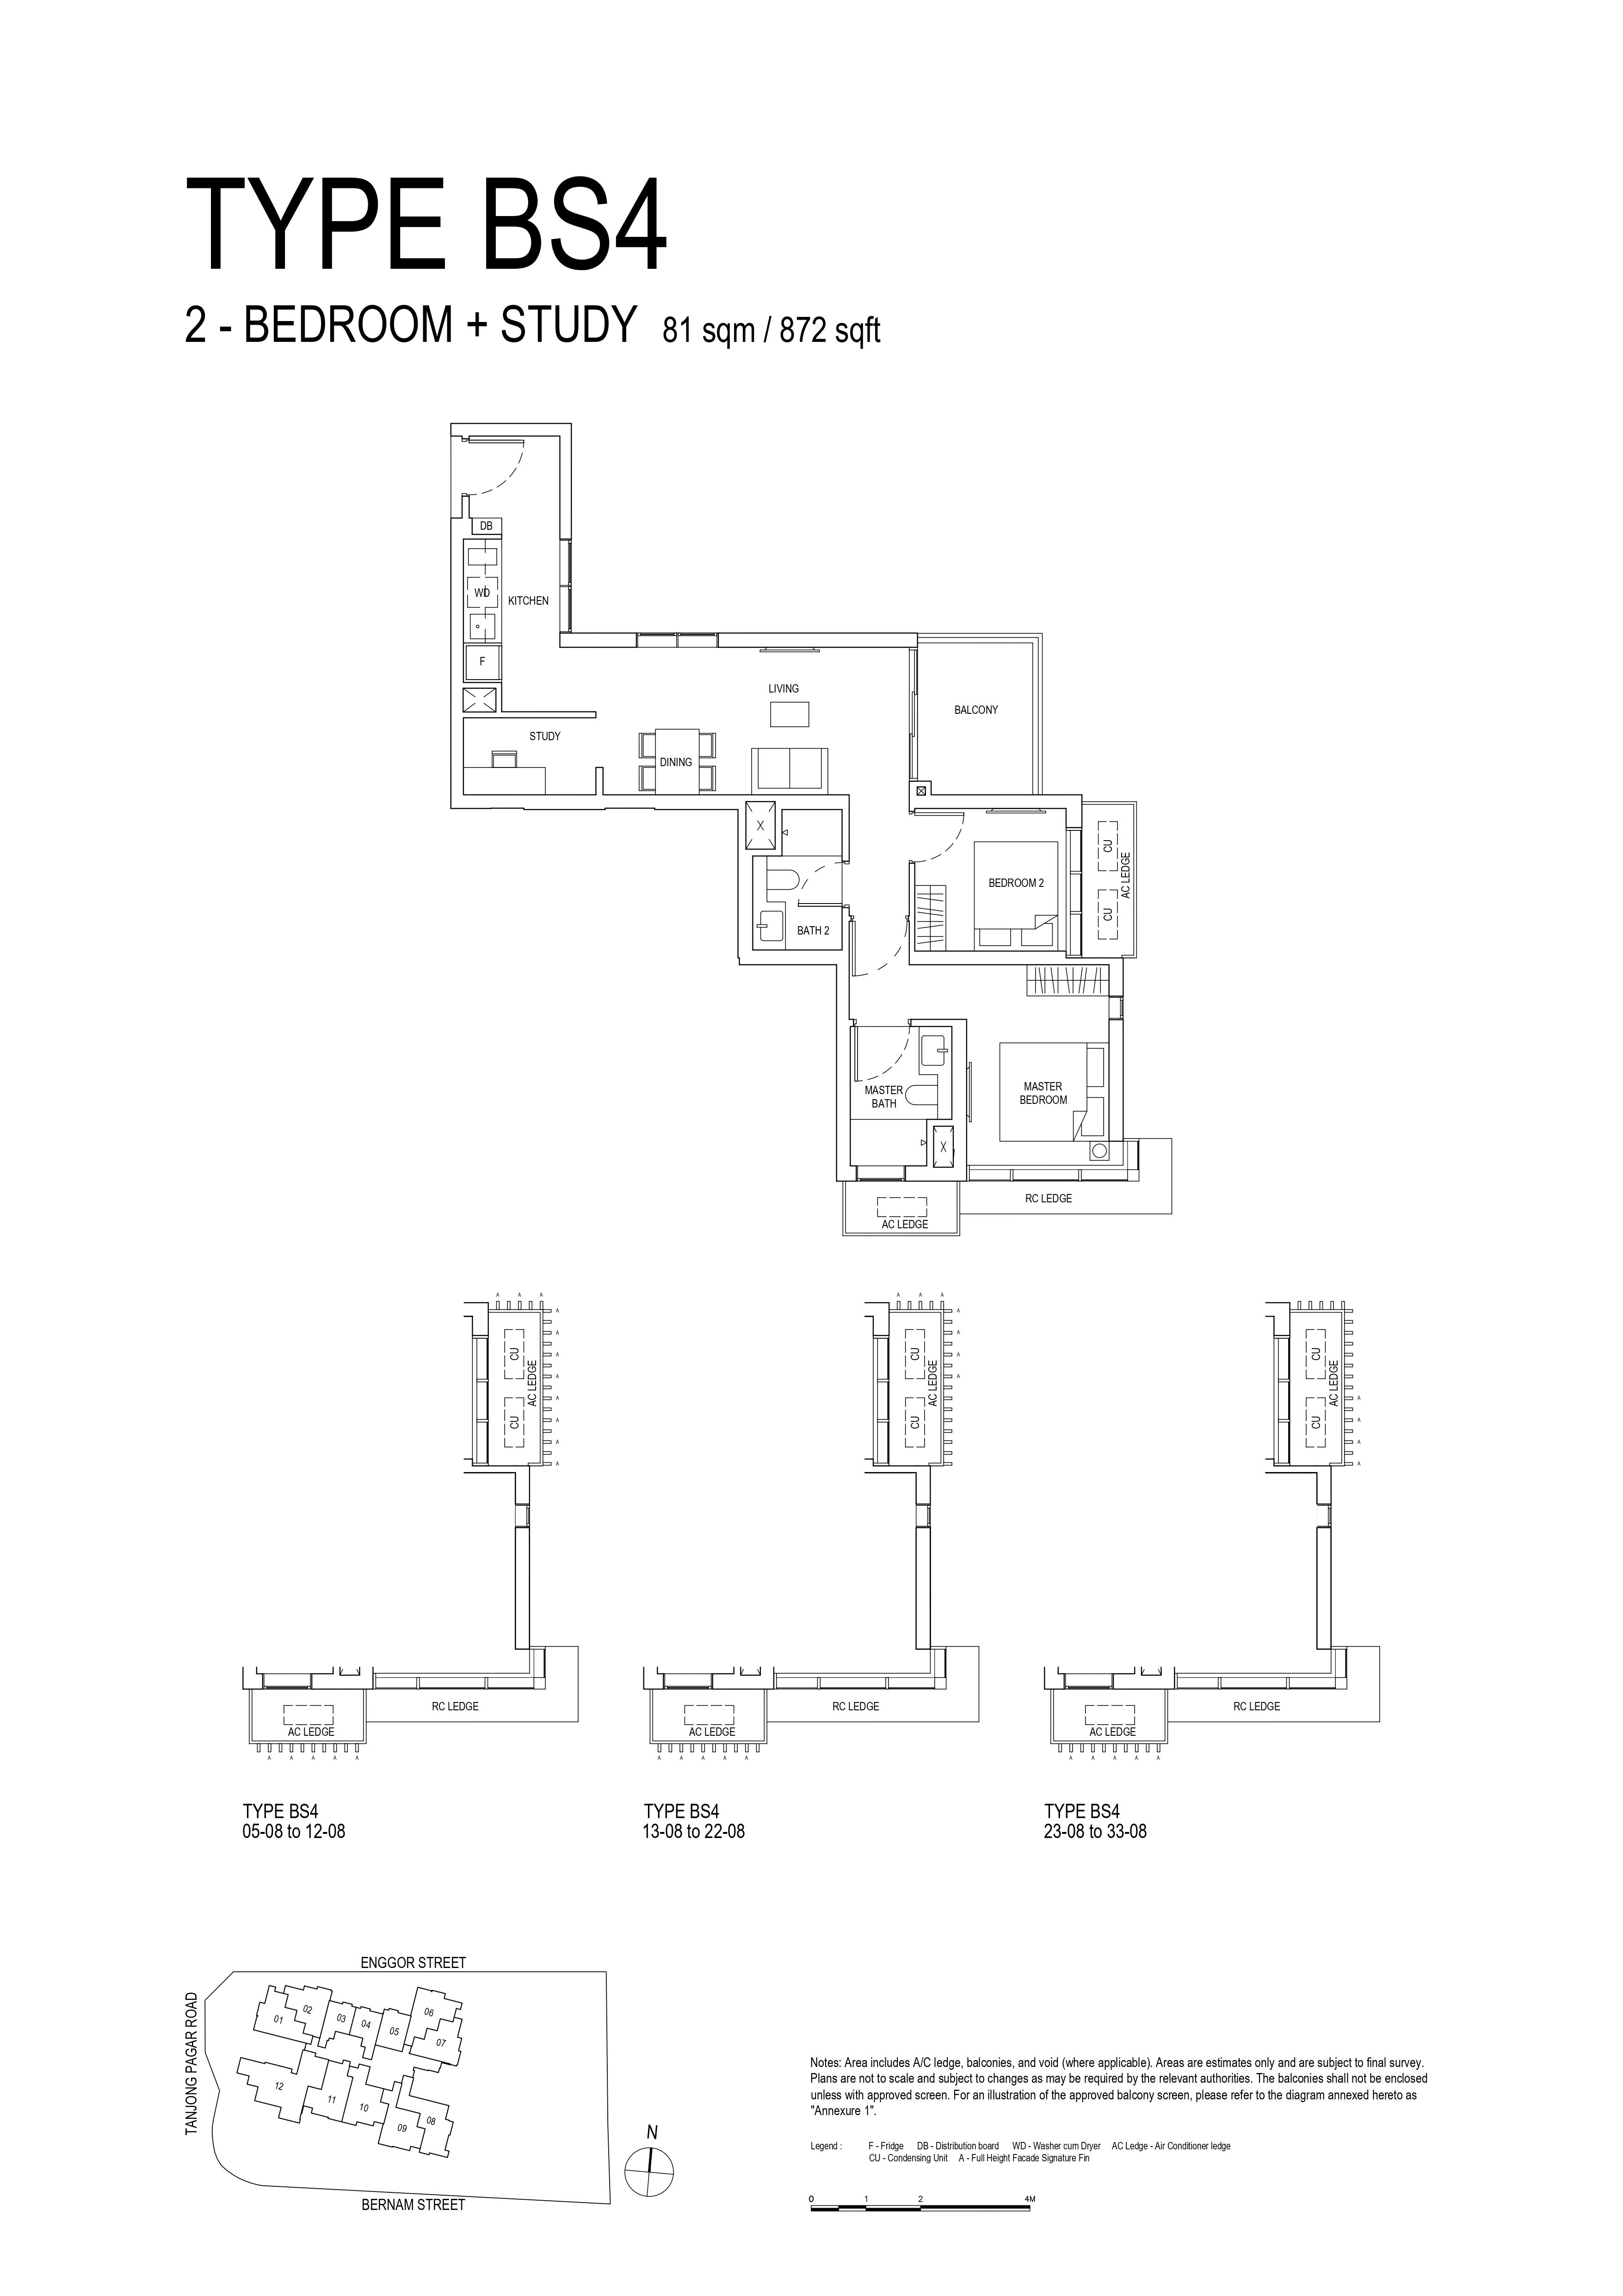 TYPE BS4
2 - BEDROOM + STUDY 81 sqm / 872 sqft
DB
WD
KITCHEN
F
LIVING
BALCONY
STUDY
DINING
X
CU
AC LEDGE
BEDROOM 2
CU
BATH 2
MASTER
BATH
MASTER
BEDROOM
X
RC LEDGE
AC LEDGE
A A A
A
A
A
A
A
A
A
A
CU
CU
AC LEDGE
RC LEDGE
AC LEDGE
A A A A A
TYPE BS4
05-08 to 12-08
A A A
A
A
A
A
CU
CU
AC LEDGE
RC LEDGE
AC LEDGE
A A A A A
TYPE BS4
13-08 to 22-08
CU
CU
AC LEDGE
A
A
A
A
RC LEDGE
AC LEDGE
A A A A A
TYPE BS4
23-08 to 33-08
ENGGOR STREET
TANJONG PAGAR ROAD
01
02
03
04
05
06
07
12
11
10
09
08
N
BERNAM STREET
Notes: Area includes A/C ledge, balconies, and void (where applicable). Areas are estimates only and are subject to final survey.
Plans are not to scale and subject to changes as may be required by the relevant authorities. The balconies shall not be enclosed
unless with approved screen. For an illustration of the approved balcony screen, please refer to the diagram annexed hereto as
"Annexure 1".
Legend : F - Fridge DB - Distribution board WD - Washer cum Dryer AC Ledge - Air Conditioner ledge
CU - Condensing Unit A - Full Height Facade Signature Fin
0 1 2 4M